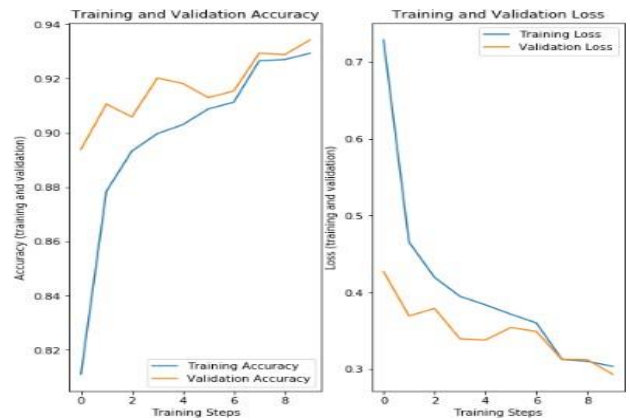 Training and Validation Accuracy
0.94
0.92
0.90
0.88
0.86
0.84
0.82
Accuracy (training and validation)
Training Accuracy
Validation Accuracy
0 2 4 6 8
Training Steps
Training and Validation Loss
Training Loss
Validation Loss
0.7
0.6
0.5
0.4
0.3
Loss (training and validation)
0 2 4 6 8
Training Steps